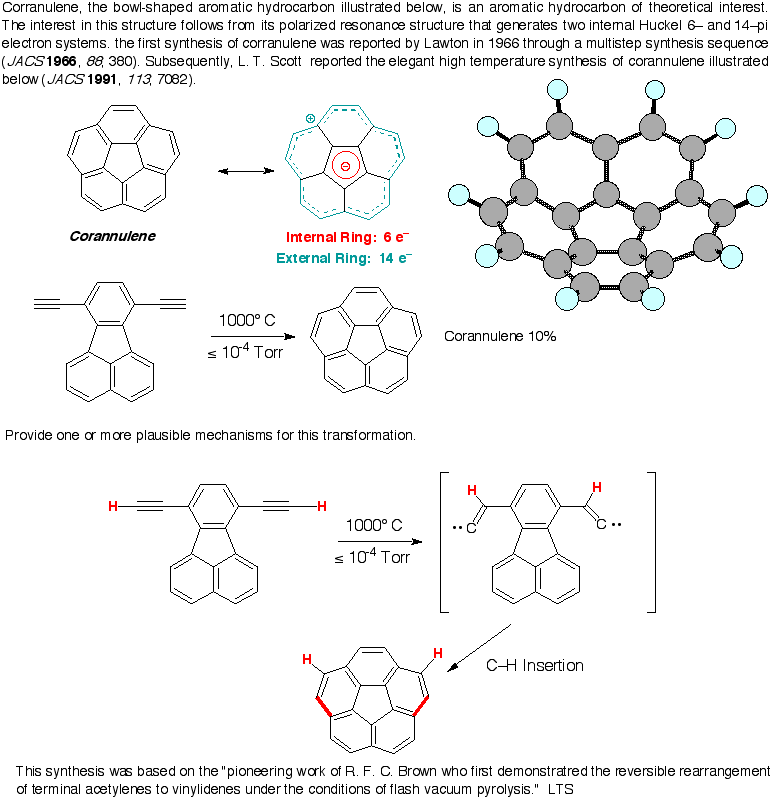 Corranulene, the bowl-shaped aromatic hydrocarbon illustrated below, is an aromatic hydrocarbon of theoretical interest.
The interest in this structure follows from its polarized resonance structure that generates two internal Huckel 6– and 14–pi
electron systems. the first synthesis of corranulene was reported by Lawton in 1966 through a multistep synthesis sequence
(JACS 1966, 88, 380). Subsequently, L. T. Scott reported the elegant high temperature synthesis of corannulene illustrated
below (JACS 1991, 113, 7082).
⊕
⊖
Corannulene
Internal Ring: 6 e–
External Ring: 14 e–
1000° C
≤ 10-4 Torr
Corannulene 10%
Provide one or more plausible mechanisms for this transformation.
H
H
1000° C
≤ 10-4 Torr
H
H
••C
C••
H
H
C–H Insertion
This synthesis was based on the "pioneering work of R. F. C. Brown who first demonstratred the reversible rearrangement
of terminal acetylenes to vinylidenes under the conditions of flash vacuum pyrolysis." LTS